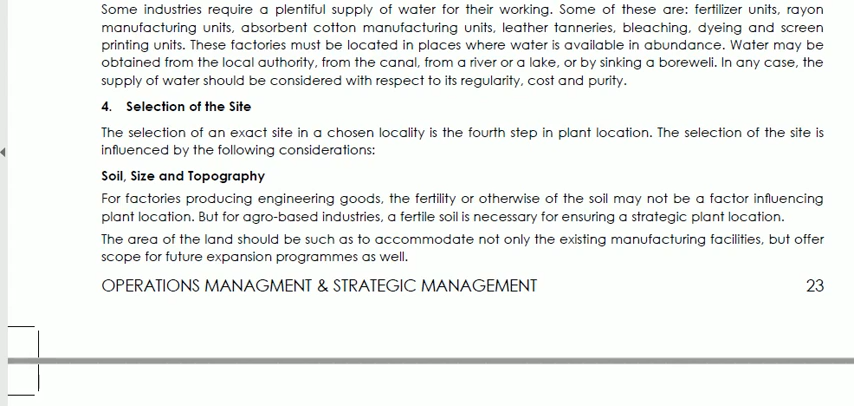 Some industries require a plentiful supply of water for their working. Some of these are: fertilizer units, rayon
manufacturing units, absorbent cotton manufacturing units, leather tanneries, bleaching, dyeing and screen
printing units. These factories must be located in places where water is available in abundance. Water may be
obtained from the local authority, from the canal, from a river or a lake, or by sinking a borewell. In any case, the
supply of water should be considered with respect to its regularity, cost and purity.
4. Selection of the Site
The selection of an exact site in a chosen locality is the fourth step in plant location. The selection of the site is
influenced by the following considerations:
Soil, Size and Topography
For factories producing engineering goods, the fertility or otherwise of the soil may not be a factor influencing
plant location. But for agro-based industries, a fertile soil is necessary for ensuring a strategic plant location.
The area of the land should be such as to accommodate not only the existing manufacturing facilities, but offer
scope for future expansion programmes as well.
OPERATIONS MANAGMENT & STRATEGIC MANAGEMENT 23